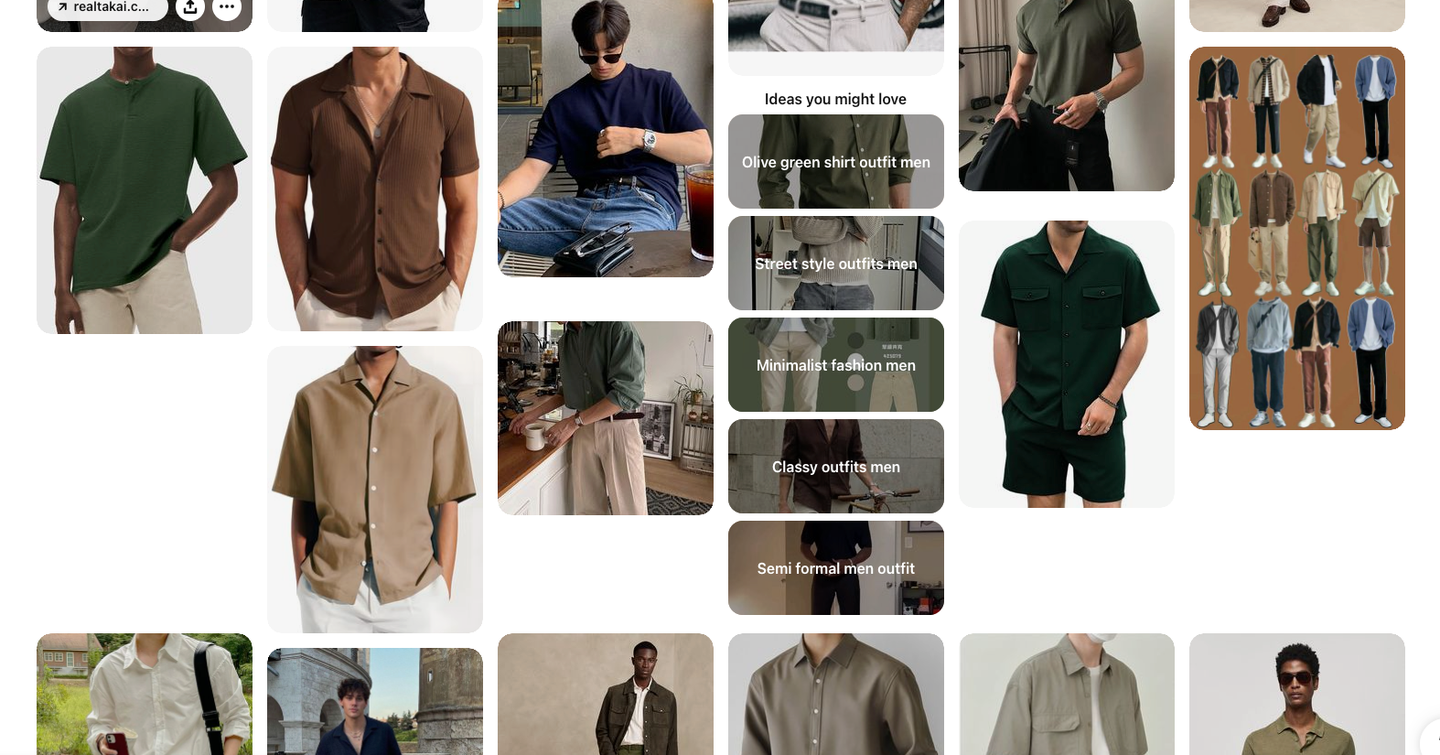 realtakai.c...
Ideas you might love
Olive green shirt outfit men
Street style outfits men
Minimalist fashion men
Classy outfits men
Semi formal men outfit